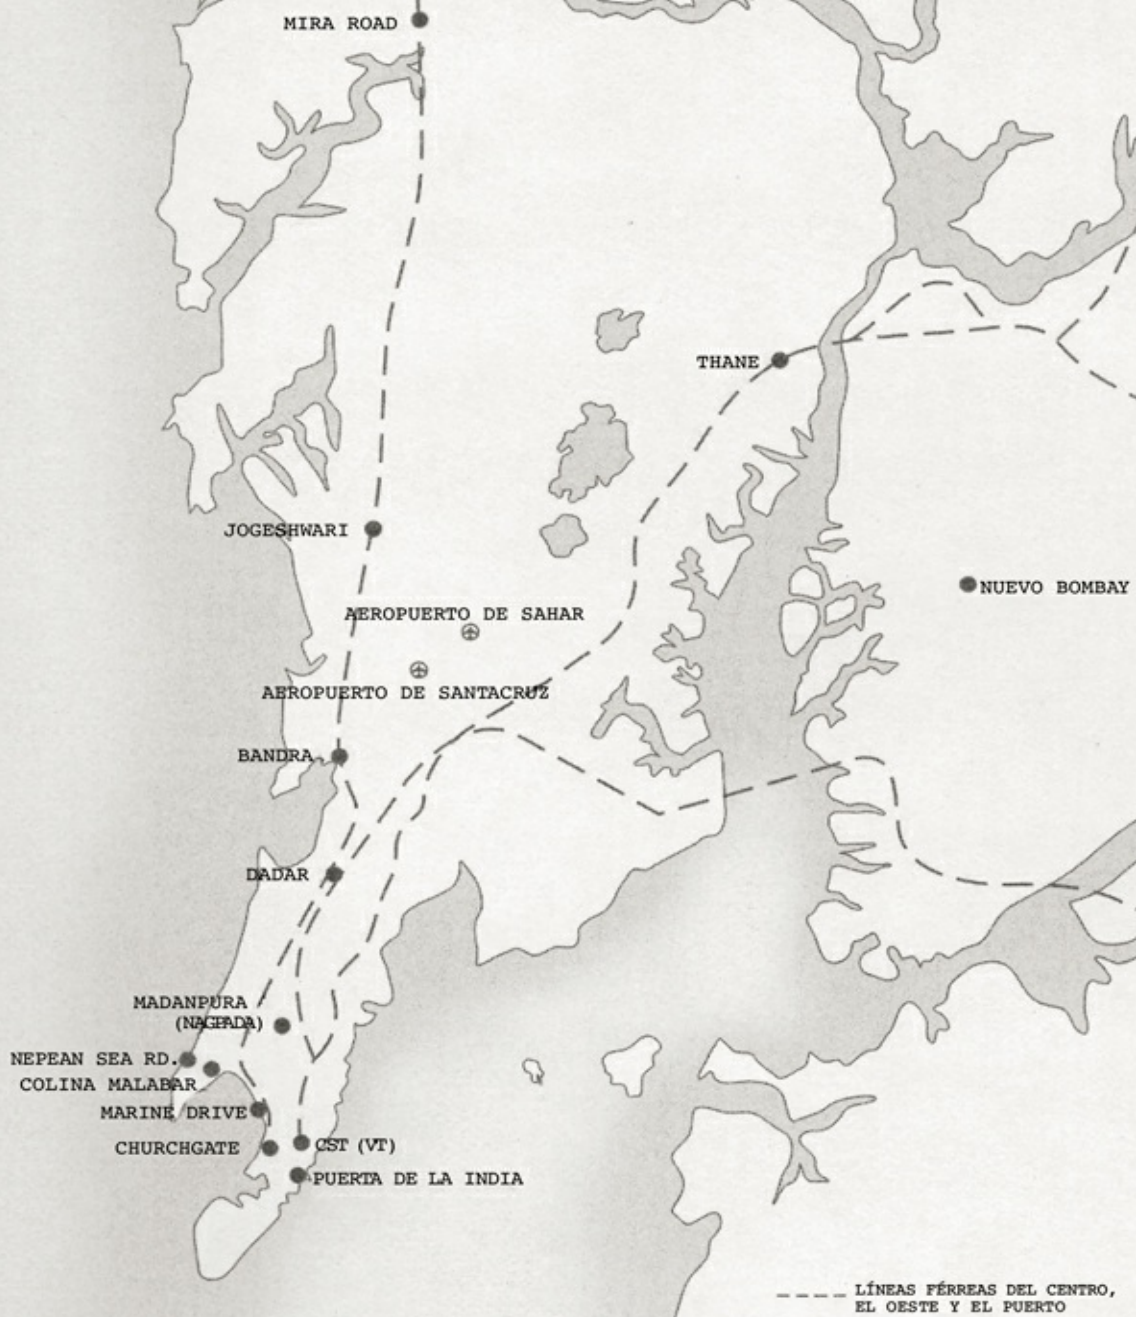 MIRA ROAD
THANE
JOGESHWARI
NUEVO BOMBAY
AEROPUERTO DE SAHAR
AEROPUERTO DE SANTACRUZ
BANDRA
DADAR
MADANPURA
(NAGPADA)
NEPEAN SEA RD.
COLINA MALABAR
MARINE DRIVE
CHURCHGATE
CST (VT)
PUERTA DE LA INDIA
LÍNEAS FÉRREAS DEL CENTRO,
EL OESTE Y EL PUERTO